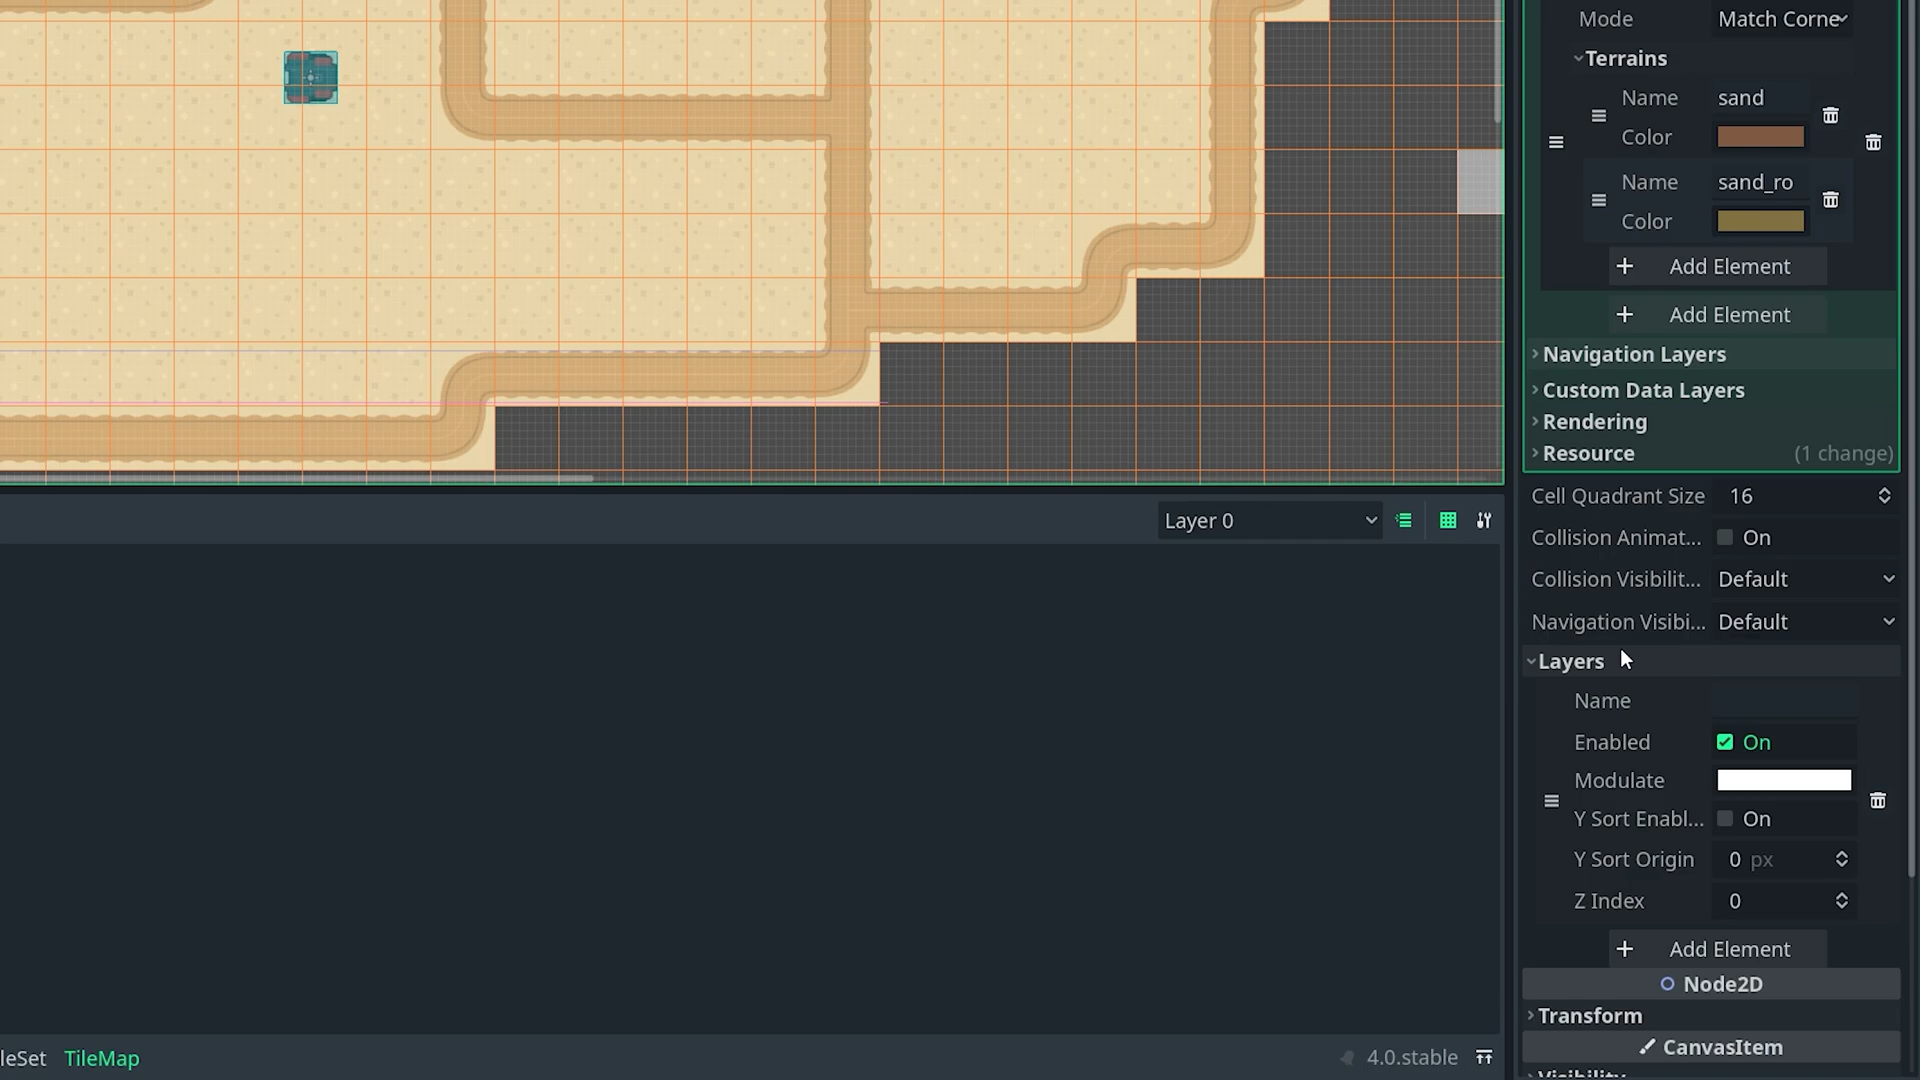 Mode Match Corne
Terrains
Name sand
Color
Name sand_ro
Color
Add Element
Add Element
Navigation Layers
Custom Data Layers
Rendering
Resource (1 change)
Cell Quadrant Size 16
Layer 0
Collision Animat... On
Collision Visibilit... Default
Navigation Visibi... Default
Layers
Name
Enabled On
Modulate
Y Sort Enabl... On
Y Sort Origin 0 px
Z Index 0
Add Element
Node2D
Transform
CanvasItem
leSet TileMap 4.0.stable
Visibility